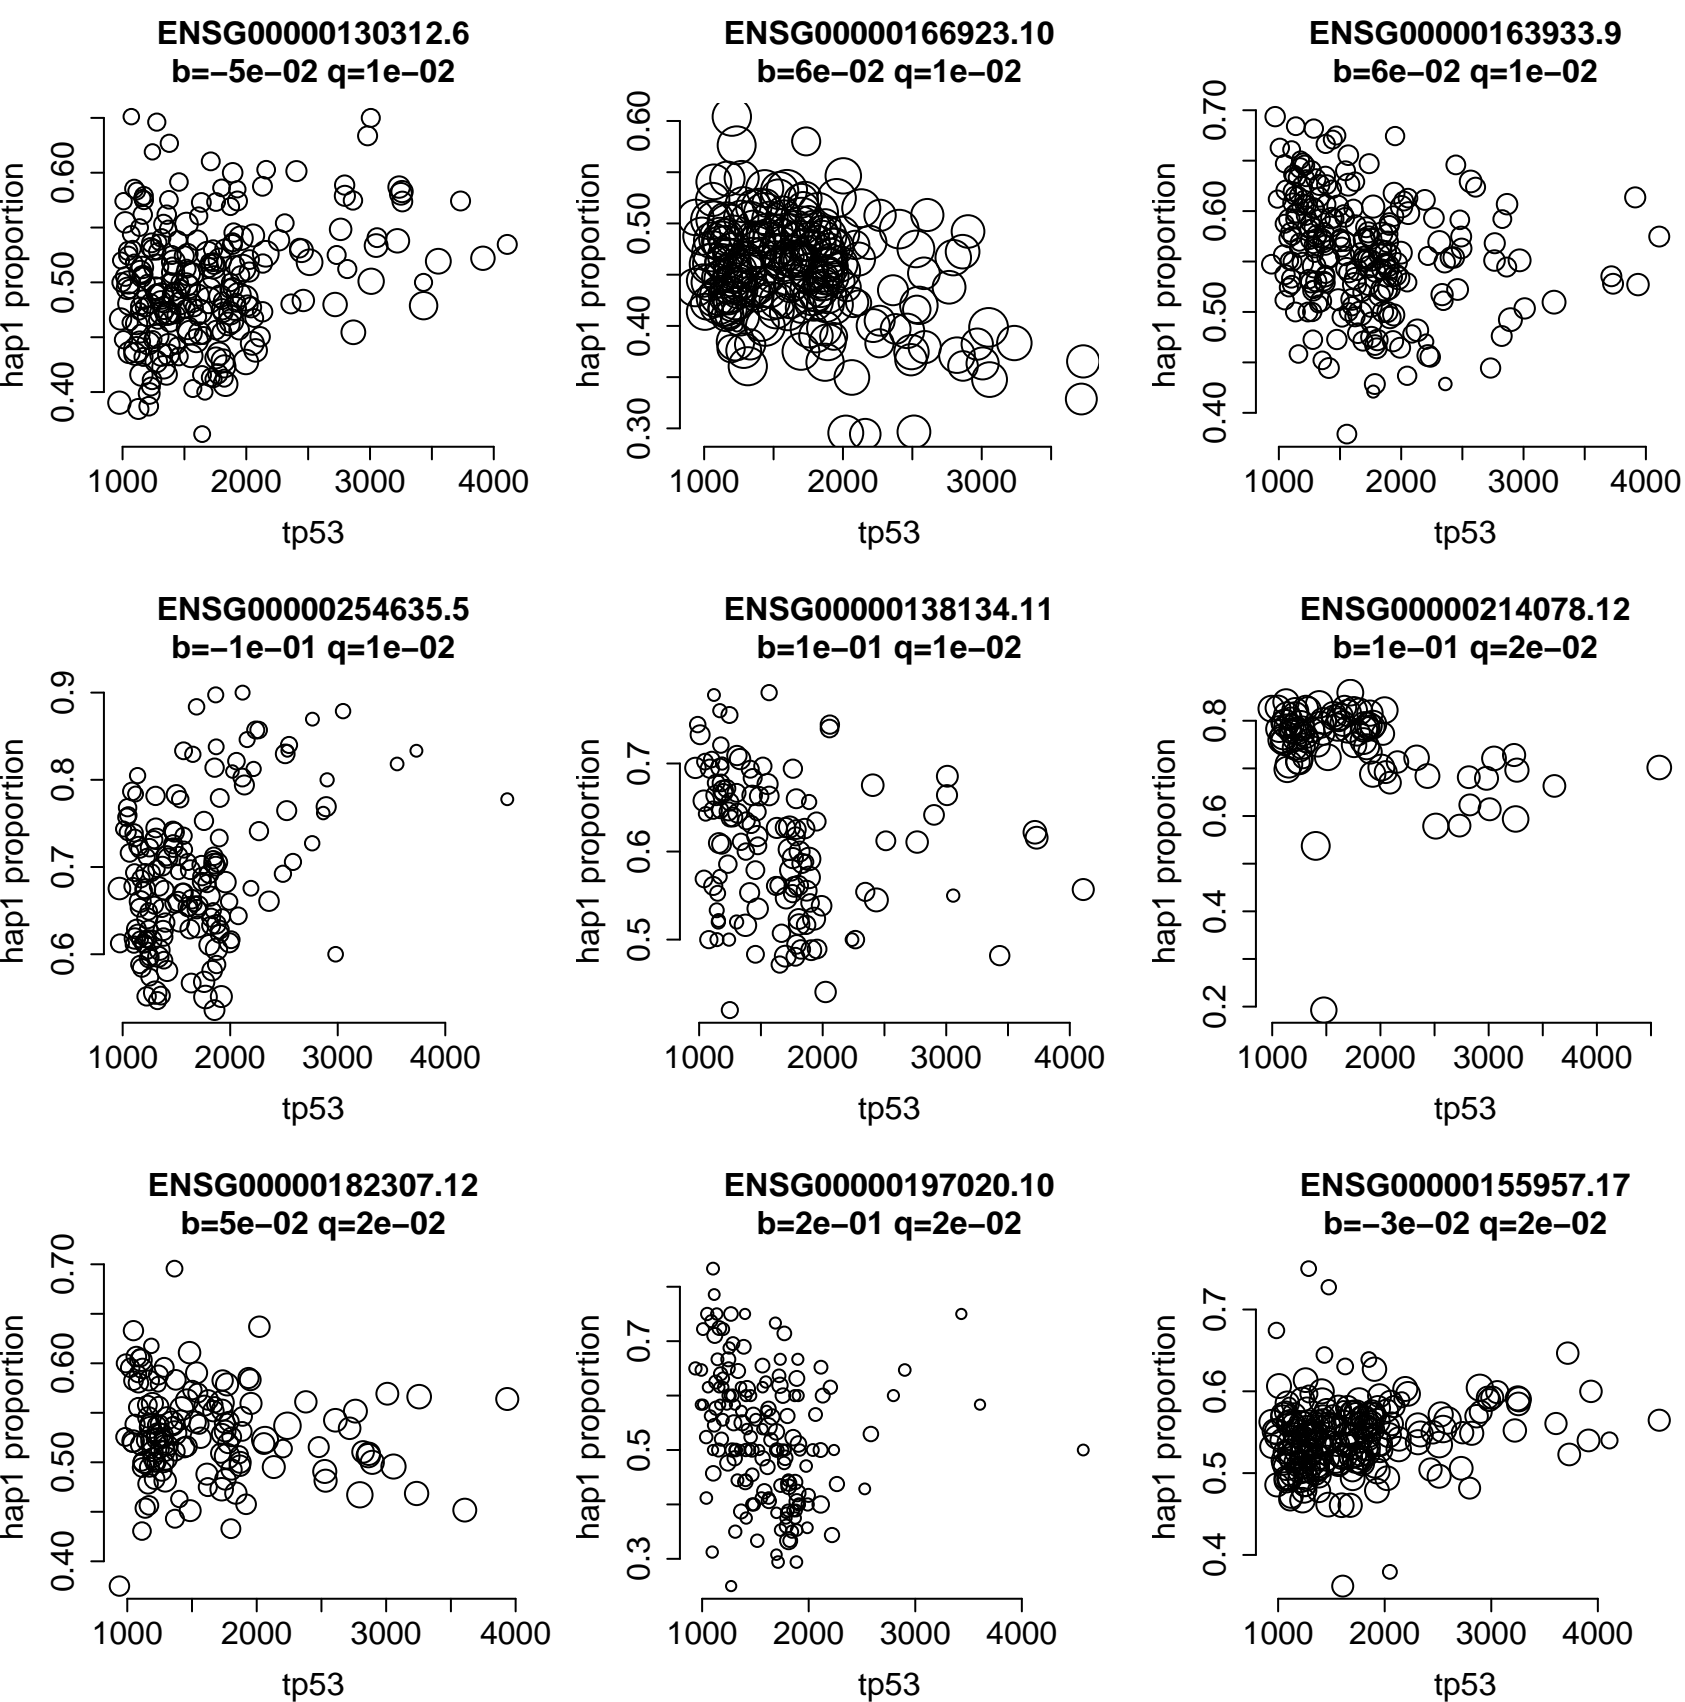 ENSG00000130312.6
b=−5e−02 q=1e−02
hap1 proportion
0.40 0.50 0.60
1000 2000 3000 4000
tp53
ENSG00000166923.10
b=6e−02 q=1e−02
hap1 proportion
0.30 0.40 0.50 0.60
1000 2000 3000
tp53
ENSG00000163933.9
b=6e−02 q=1e−02
hap1 proportion
0.40 0.50 0.60 0.70
1000 2000 3000 4000
tp53
ENSG00000254635.5
b=−1e−01 q=1e−02
hap1 proportion
0.6 0.7 0.8 0.9
1000 2000 3000 4000
tp53
ENSG00000138134.11
b=1e−01 q=1e−02
hap1 proportion
0.5 0.6 0.7
1000 2000 3000 4000
tp53
ENSG00000214078.12
b=1e−01 q=2e−02
hap1 proportion
0.2 0.4 0.6 0.8
1000 2000 3000 4000
tp53
ENSG00000182307.12
b=5e−02 q=2e−02
hap1 proportion
0.40 0.50 0.60 0.70
1000 2000 3000 4000
tp53
ENSG00000197020.10
b=2e−01 q=2e−02
hap1 proportion
0.3 0.5 0.7
1000 2000 3000 4000
tp53
ENSG00000155957.17
b=−3e−02 q=2e−02
hap1 proportion
0.4 0.5 0.6 0.7
1000 2000 3000 4000
tp53